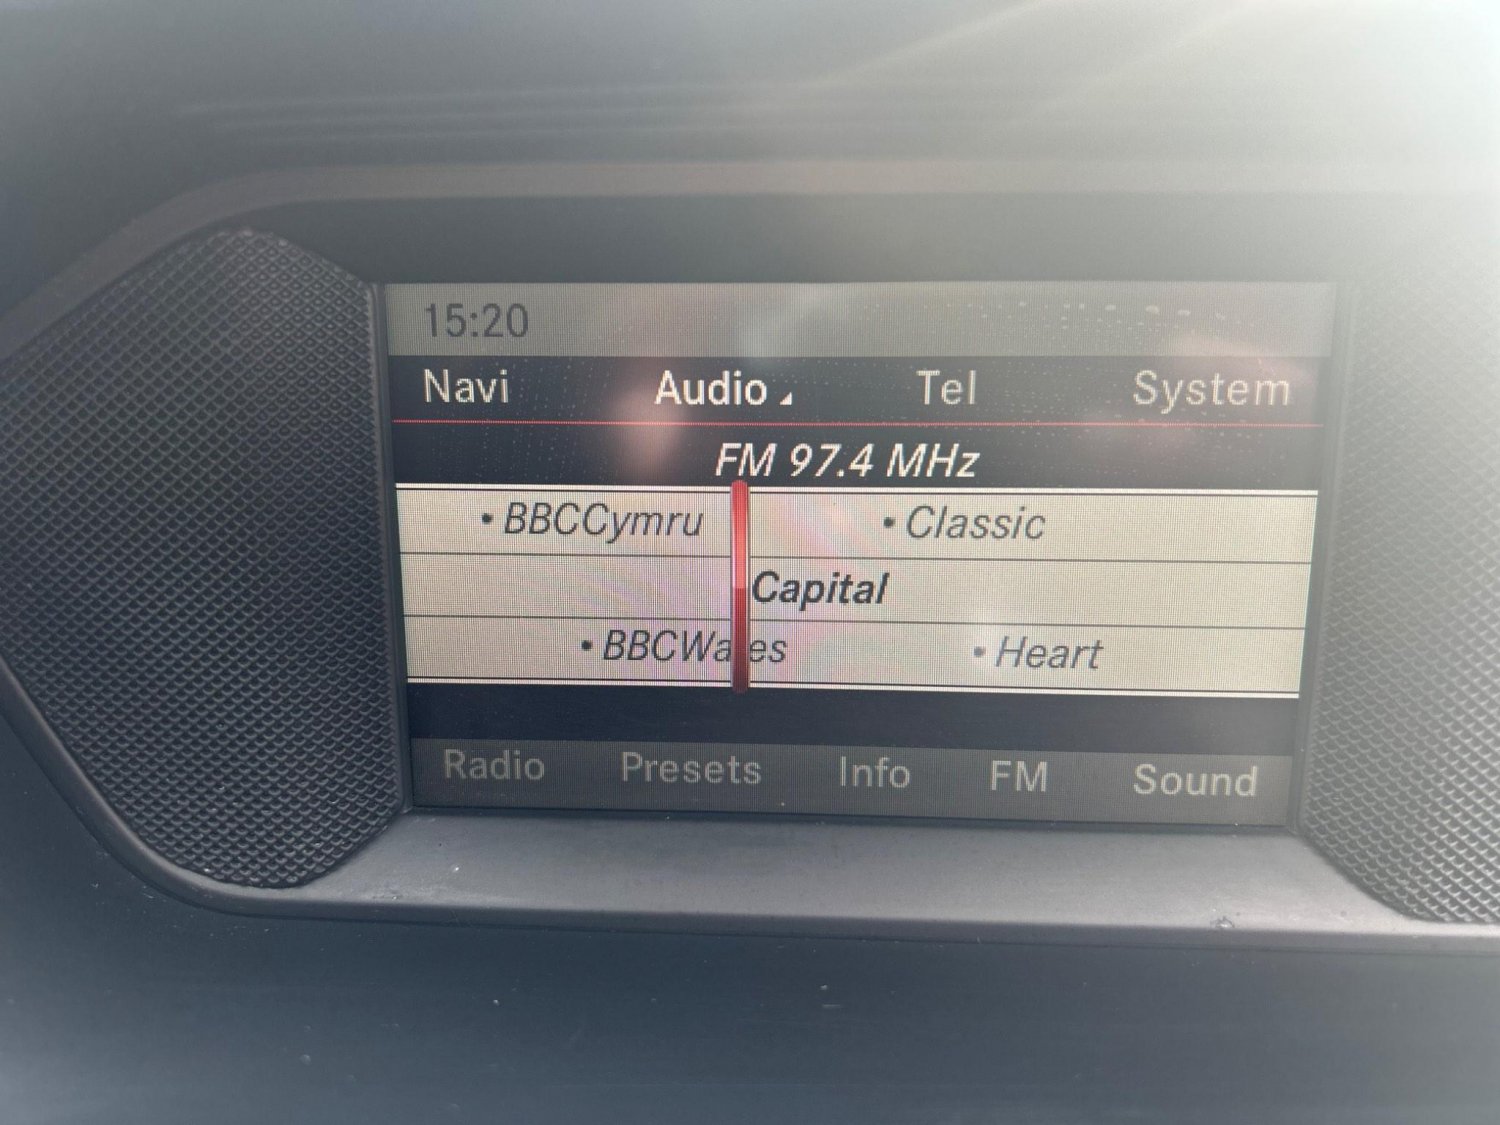 15:20
Navi Audio Tel System
FM 97.4 MHz
• BBCCymru • Classic
Capital
• BBCWales • Heart
Radio Presets Info FM Sound